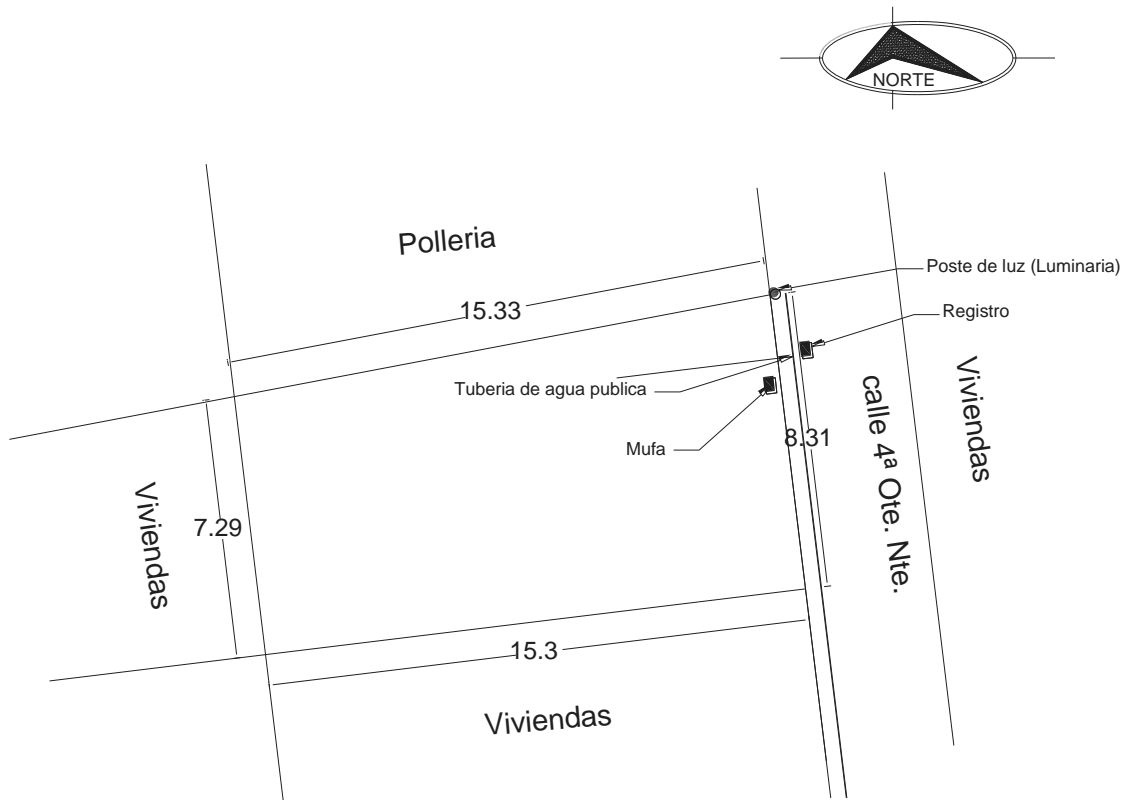 NORTE
Polleria
Poste de luz (Luminaria)
15.33
Registro
Tuberia de agua publica
calle 4ª Ote. Nte.
Viviendas
Mufa
8.31
Viviendas
7.29
15.3
Viviendas